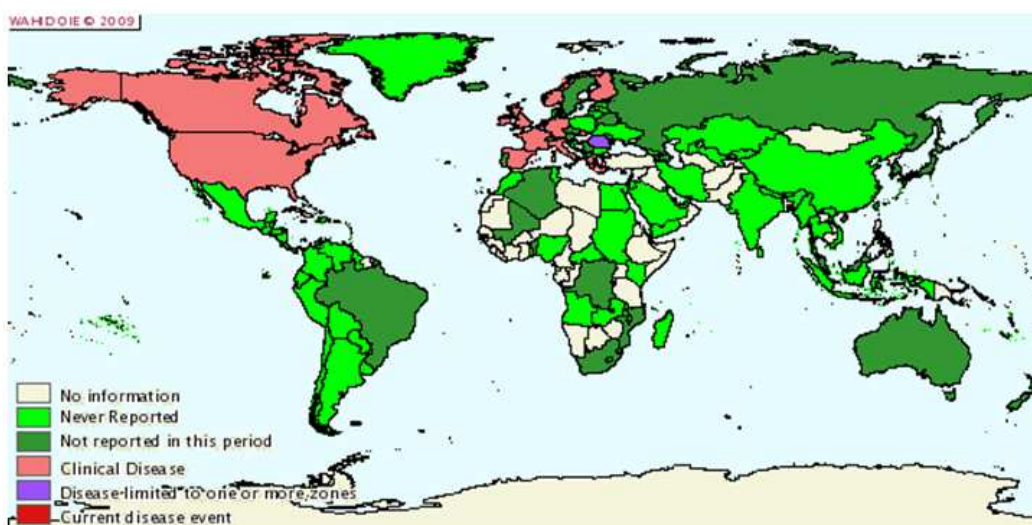 WAHID OIE © 2009
No information
Never Reported
Not reported in this period
Clinical Disease
Disease limited to one or more zones
Current disease event